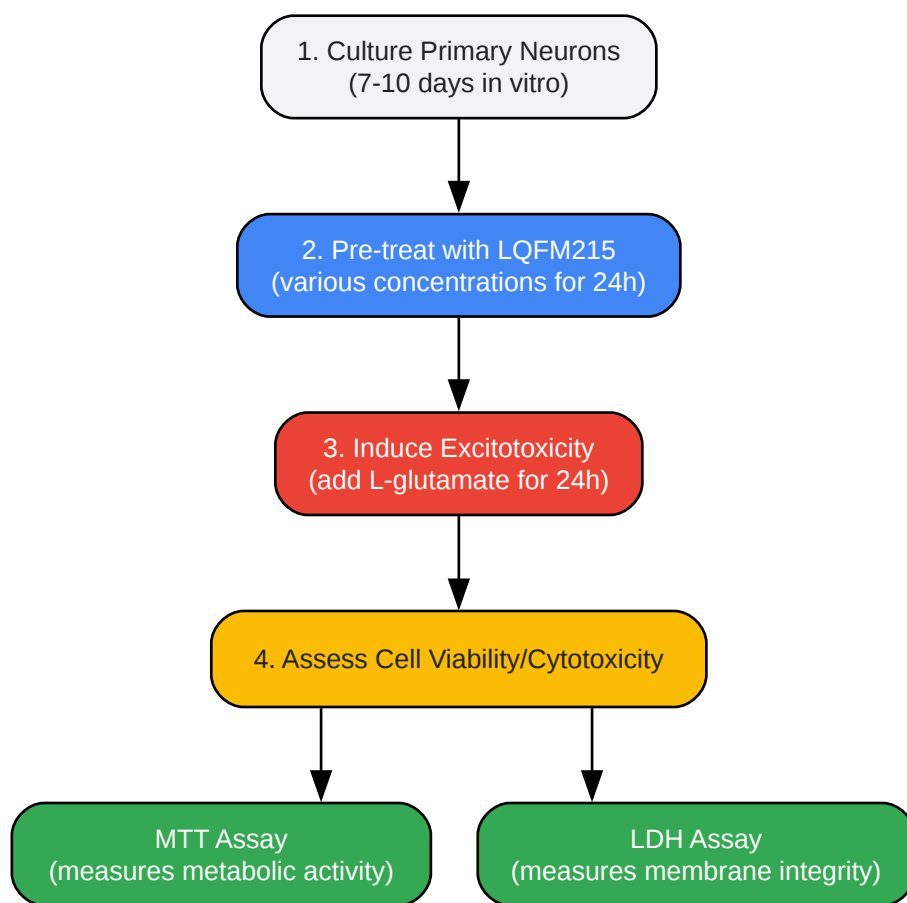 1. Culture Primary Neurons
(7-10 days in vitro)
2. Pre-treat with LQFM215
(various concentrations for 24h)
3. Induce Excitotoxicity
(add L-glutamate for 24h)
4. Assess Cell Viability/Cytotoxicity
MTT Assay
(measures metabolic activity)
LDH Assay
(measures membrane integrity)